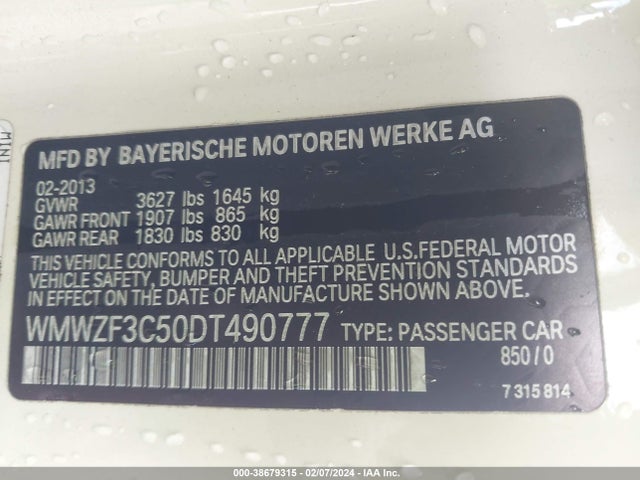 MINI
MFD BY BAYERISCHE MOTOREN WERKE AG
02-2013
GVWR 3627 lbs 1645 kg
GAWR FRONT 1907 lbs 865 kg
GAWR REAR 1830 lbs 830 kg
THIS VEHICLE CONFORMS TO ALL APPLICABLE U.S.FEDERAL MOTOR
VEHICLE SAFETY, BUMPER AND THEFT PREVENTION STANDARDS
IN EFFECT ON THE DATE OF MANUFACTURE SHOWN ABOVE.
WMWZF3C50DT490777 TYPE: PASSENGER CAR
850/0
7 315 814
000-38679315 | 02/07/2024 | IAA Inc.